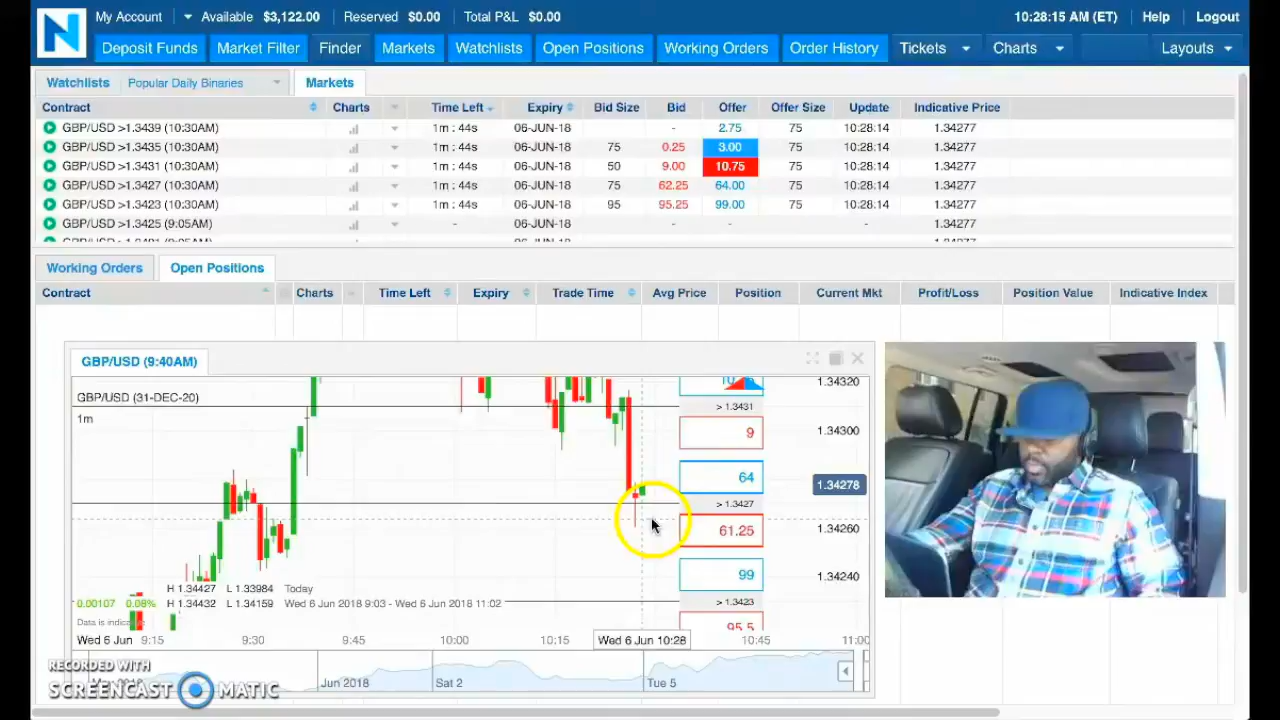 My Account Available $3,122.00 Reserved $0.00 Total P&L $0.00 10:28:15 AM (ET) Help Logout
N
Deposit Funds Market Filter Finder Markets Watchlists Open Positions Working Orders Order History Tickets Charts Layouts
Watchlists Popular Daily Binaries Markets
Contract Charts Time Left Expiry Bid Size Bid Offer Offer Size Update Indicative Price
GBP/USD >1.3439 (10:30AM) 1m : 44s 06-JUN-18 - 2.75 75 10:28:14 1.34277
GBP/USD >1.3435 (10:30AM) 1m : 44s 06-JUN-18 75 0.25 3.00 75 10:28:14 1.34277
GBP/USD >1.3431 (10:30AM) 1m : 44s 06-JUN-18 50 9.00 10.75 75 10:28:14 1.34277
GBP/USD >1.3427 (10:30AM) 1m : 44s 06-JUN-18 75 62.25 64.00 75 10:28:14 1.34277
GBP/USD >1.3423 (10:30AM) 1m : 44s 06-JUN-18 95 95.25 99.00 75 10:28:14 1.34277
GBP/USD >1.3425 (9:05AM) - 06-JUN-18 - - - 1.34277
Working Orders Open Positions
Contract Charts Time Left Expiry Trade Time Avg Price Position Current Mkt Profit/Loss Position Value Indicative Index
GBP/USD (9:40AM)
1.34320
GBP/USD (31-DEC-20)
> 1.3431
1m
9 1.34300
64 1.34278
> 1.3427
61.25 1.34260
99 1.34240
H 1.34427 L 1.33984 Today
0.00107 0.08% H 1.34432 L 1.34159 Wed 6 Jun 2018 9:03 - Wed 6 Jun 2018 11:02 > 1.3423
Data is
95.5
Wed 6 Jun 9:15 9:30 9:45 10:00 10:15 Wed 6 Jun 10:28 10:45 11:00
RECORDED WITH
Jun 2018 Sat 2 Tue 5
SCREENCAST MATIC